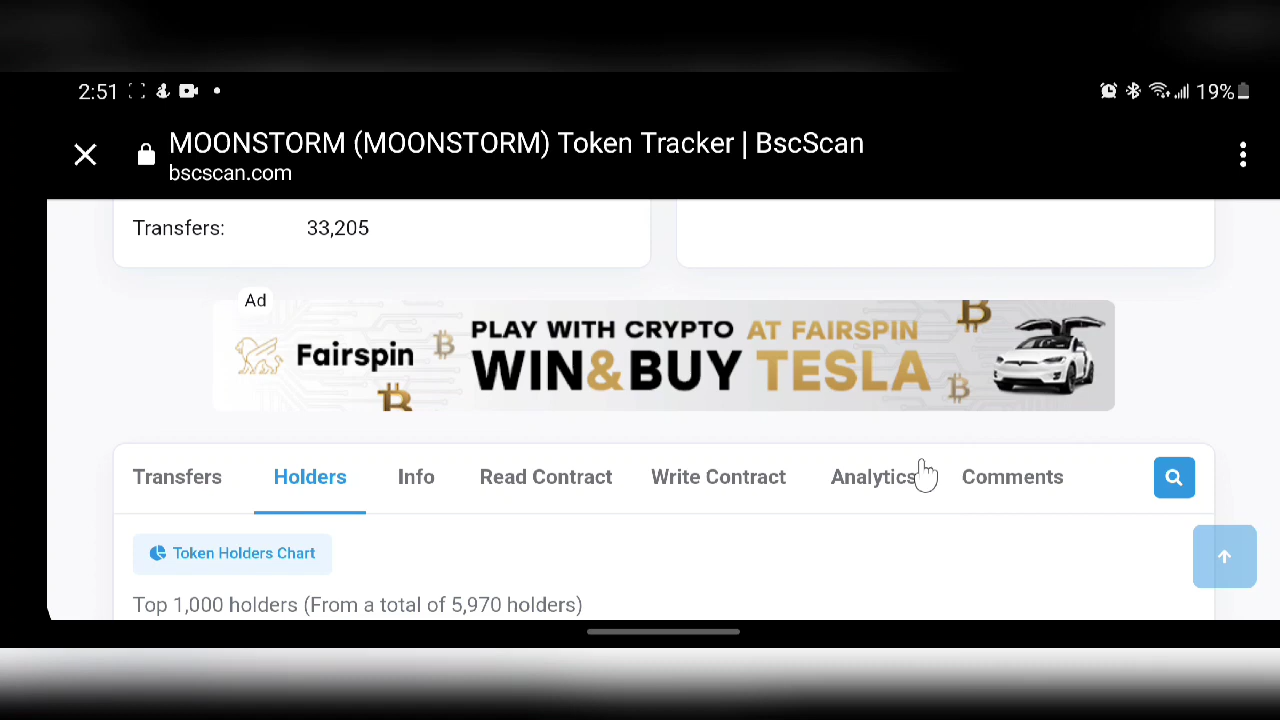 2:51
19%
MOONSTORM (MOONSTORM) Token Tracker | BscScan
bscscan.com
Transfers: 33,205
Ad
Fairspin
PLAY WITH CRYPTO AT FAIRSPIN
WIN&BUY TESLA
Transfers Holders Info Read Contract Write Contract Analytics Comments
Token Holders Chart
Top 1,000 holders (From a total of 5,970 holders)